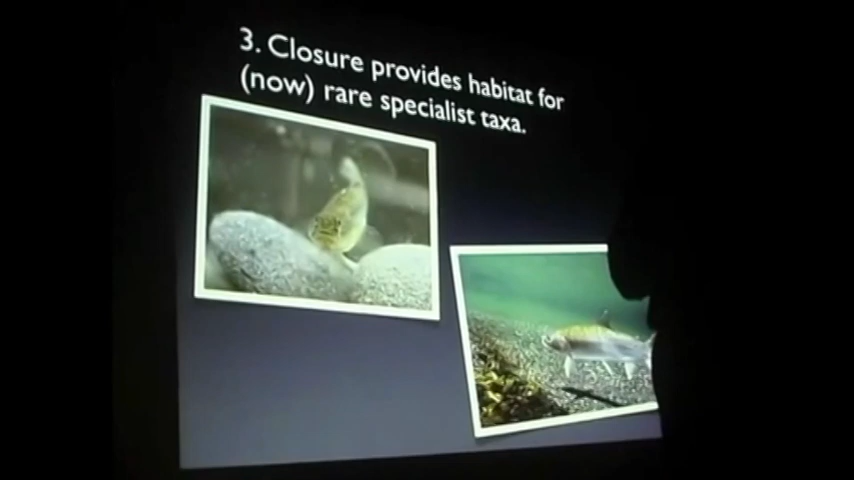 3. Closure provides habitat for
(now) rare specialist taxa.